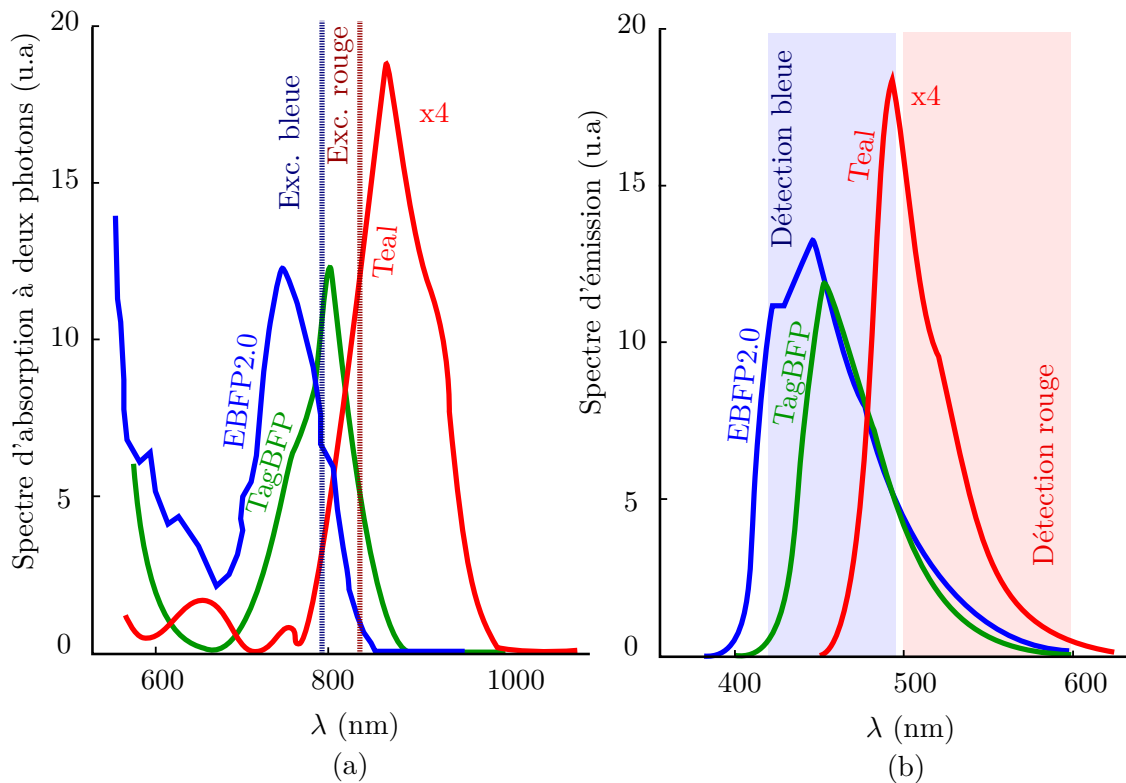 Spectre d'absorption à deux photons (u.a)
20
15
10
5
0
600
800
1000
λ (nm)
(a)
Exc. bleue
Exc. rouge
x4
Teal
EBFP2.0
TagBFP
Spectre d'émission (u.a)
20
15
10
5
0
400
500
600
λ (nm)
(b)
Détection bleue
Teal
x4
EBFP2.0
TagBFP
Détection rouge